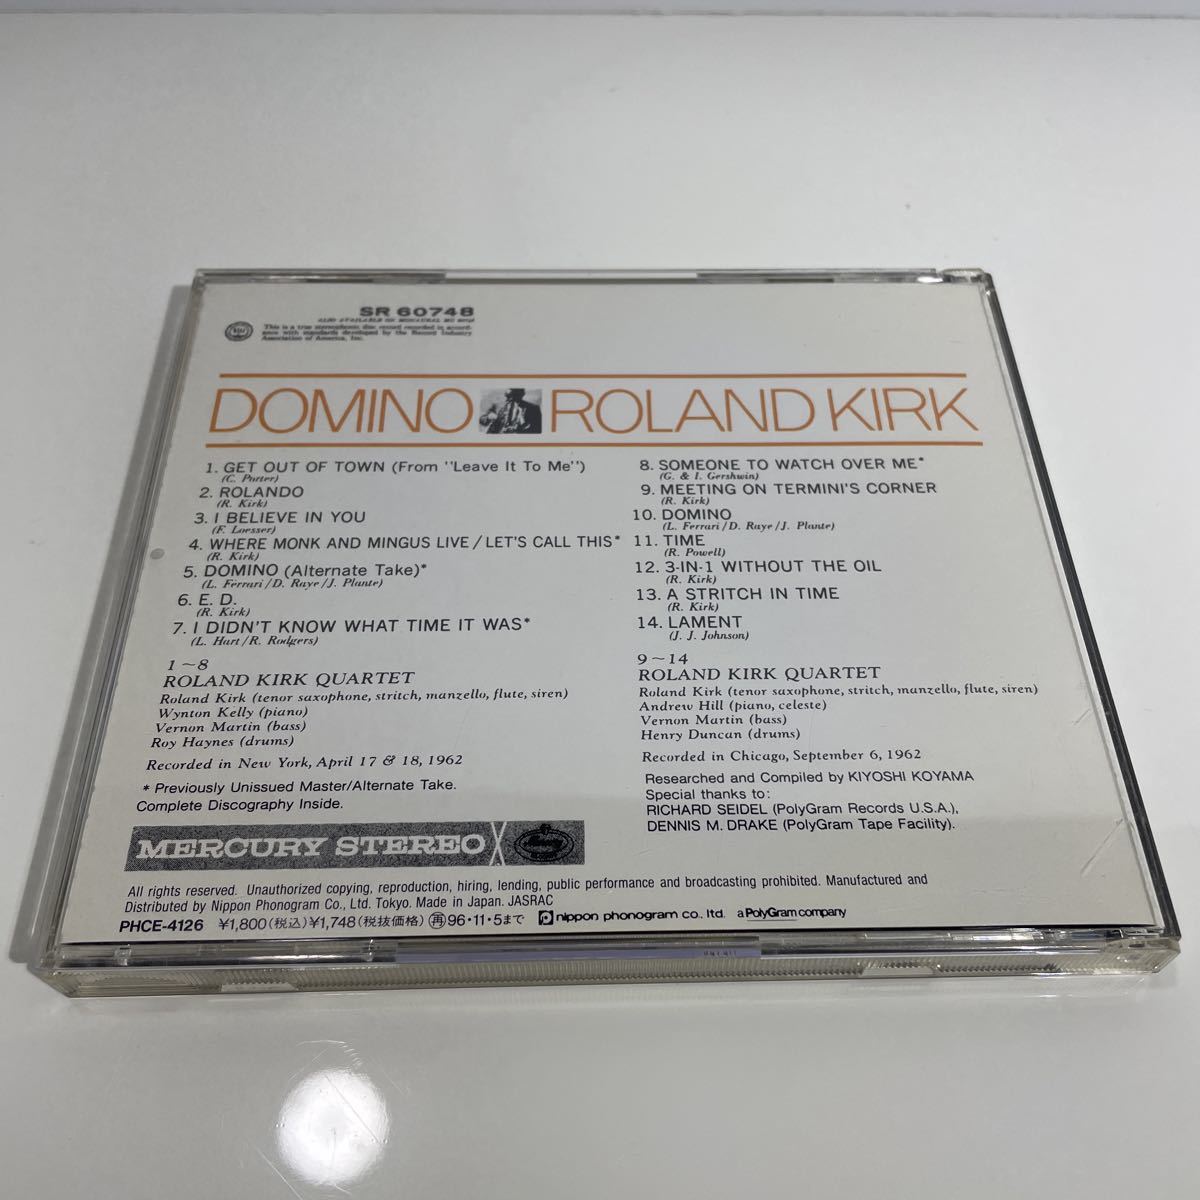 SR 60748
ALSO AVAILABLE ON MONAURAL MG
This is a true stereophonic disc record recorded in accord-
ance with standards developed by the Record Industry
Association of America, Inc.
DOMINO ROLAND KIRK
1. GET OUT OF TOWN (From "Leave It To Me")
(C. Porter)
2. ROLANDO
(R. Kirk)
3. I BELIEVE IN YOU
(F. Loesser)
4. WHERE MONK AND MINGUS LIVE/LET'S CALL THIS*
(R. Kirk)
5. DOMINO (Alternate Take)*
(L. Ferrari/D. Raye/J. Plante)
6. E. D.
(R. Kirk)
7. I DIDN'T KNOW WHAT TIME IT WAS*
(L. Hart/R. Rodgers)
1～8
ROLAND KIRK QUARTET
Roland Kirk (tenor saxophone, stritch, manzello, flute, siren)
Wynton Kelly (piano)
Vernon Martin (bass)
Roy Haynes (drums)
Recorded in New York, April 17 & 18, 1962
* Previously Unissued Master/Alternate Take.
Complete Discography Inside.
8. SOMEONE TO WATCH OVER ME*
(G. & I. Gershwin)
9. MEETING ON TERMINI'S CORNER
(R. Kirk)
10. DOMINO
(L. Ferrari/D. Raye/J. Plante)
11. TIME
(R. Powell)
12. 3-IN-1 WITHOUT THE OIL
(R. Kirk)
13. A STRITCH IN TIME
(R. Kirk)
14. LAMENT
(J. J. Johnson)
9～14
ROLAND KIRK QUARTET
Roland Kirk (tenor saxophone, stritch, manzello, flute, siren)
Andrew Hill (piano, celeste)
Vernon Martin (bass)
Henry Duncan (drums)
Recorded in Chicago, September 6, 1962
Researched and Compiled by KIYOSHI KOYAMA
Special thanks to:
RICHARD SEIDEL (PolyGram Records U.S.A.),
DENNIS M. DRAKE (PolyGram Tape Facility).
MERCURY STEREO
All rights reserved. Unauthorized copying, reproduction, hiring, lending, public performance and broadcasting prohibited. Manufactured and
Distributed by Nippon Phonogram Co., Ltd. Tokyo. Made in Japan. JASRAC
PHCE-4126 ¥1,800(税込)¥1,748(税抜価格) 再96・11・5まで nippon phonogram co., ltd. a PolyGram company